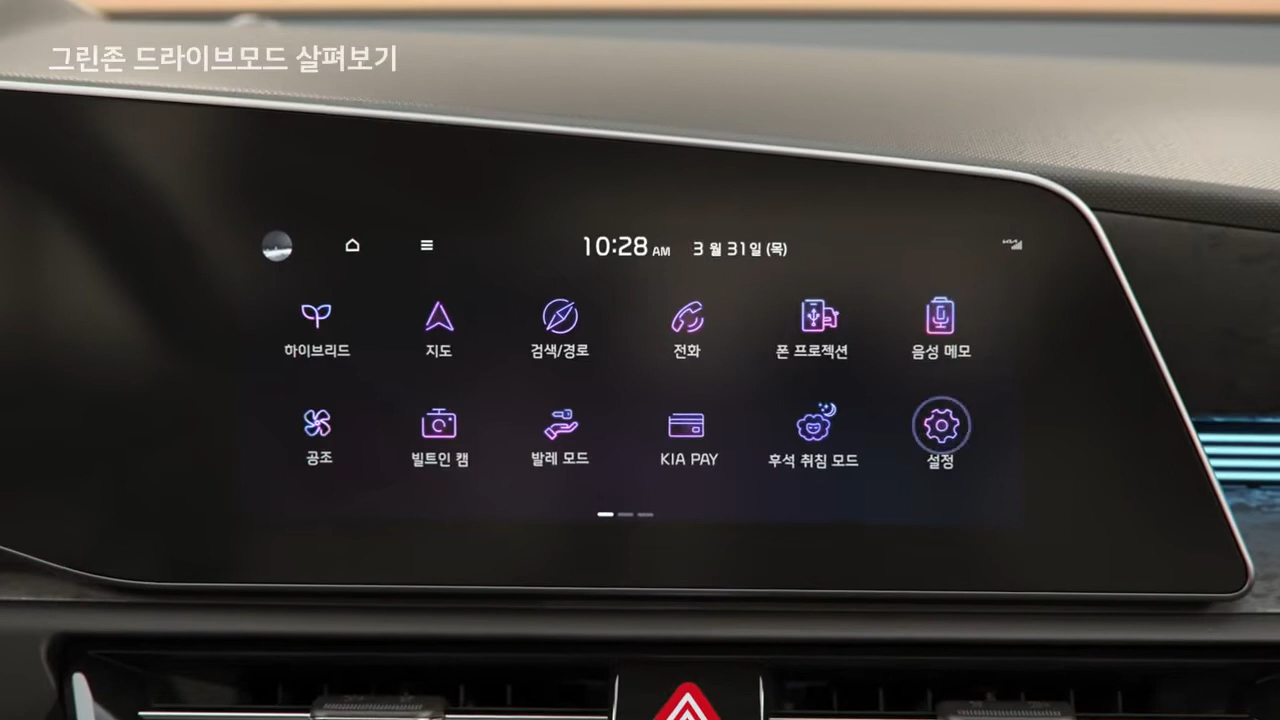 그린존 드라이브모드 살펴보기
10:28 AM 3 월 31일 (목)
하이브리드 지도 검색/경로 전화 폰 프로젝션 음성 메모
공조 빌트인 캠 발레 모드 KIA PAY 후석 취침 모드 설정